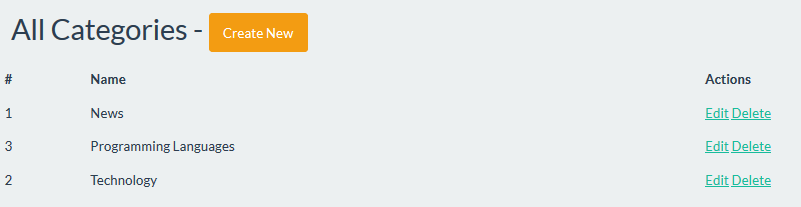 All Categories - Create New
# Name Actions
1 News Edit Delete
3 Programming Languages Edit Delete
2 Technology Edit Delete